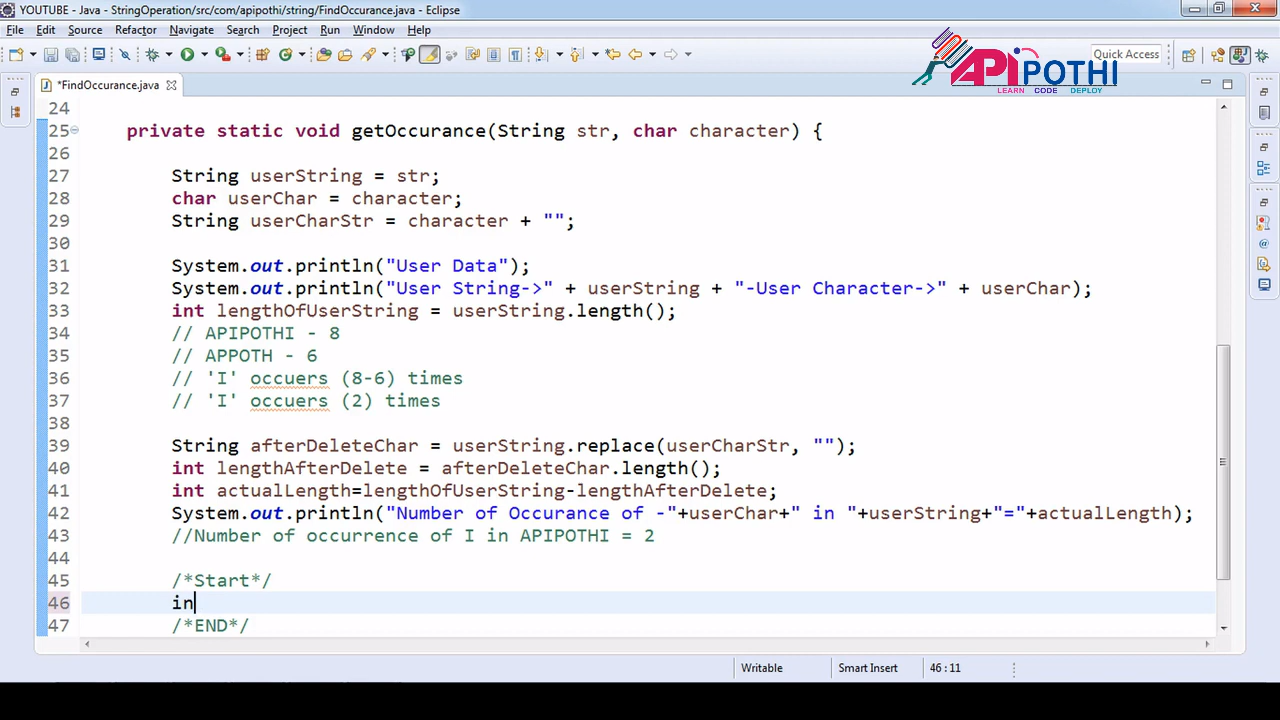 YOUTUBE - Java - StringOperation/src/com/apipothi/string/FindOccurance.java - Eclipse
File Edit Source Refactor Navigate Search Project Run Window Help
Quick Access
APIPOTHI
LEARN CODE DEPLOY
*FindOccurance.java
24
25 private static void getOccurance(String str, char character) {
26
27 String userString = str;
28 char userChar = character;
29 String userCharStr = character + "";
30
31 System.out.println("User Data");
32 System.out.println("User String->" + userString + "-User Character->" + userChar);
33 int lengthOfUserString = userString.length();
34 // APIPOTHI - 8
35 // APPOTH - 6
36 // 'I' occuers (8-6) times
37 // 'I' occuers (2) times
38
39 String afterDeleteChar = userString.replace(userCharStr, "");
40 int lengthAfterDelete = afterDeleteChar.length();
41 int actualLength=lengthOfUserString-lengthAfterDelete;
42 System.out.println("Number of Occurance of -"+userChar+" in "+userString+"="+actualLength);
43 //Number of occurrence of I in APIPOTHI = 2
44
45 /*Start*/
46 in
47 /*END*/
Writable Smart Insert 46 : 11